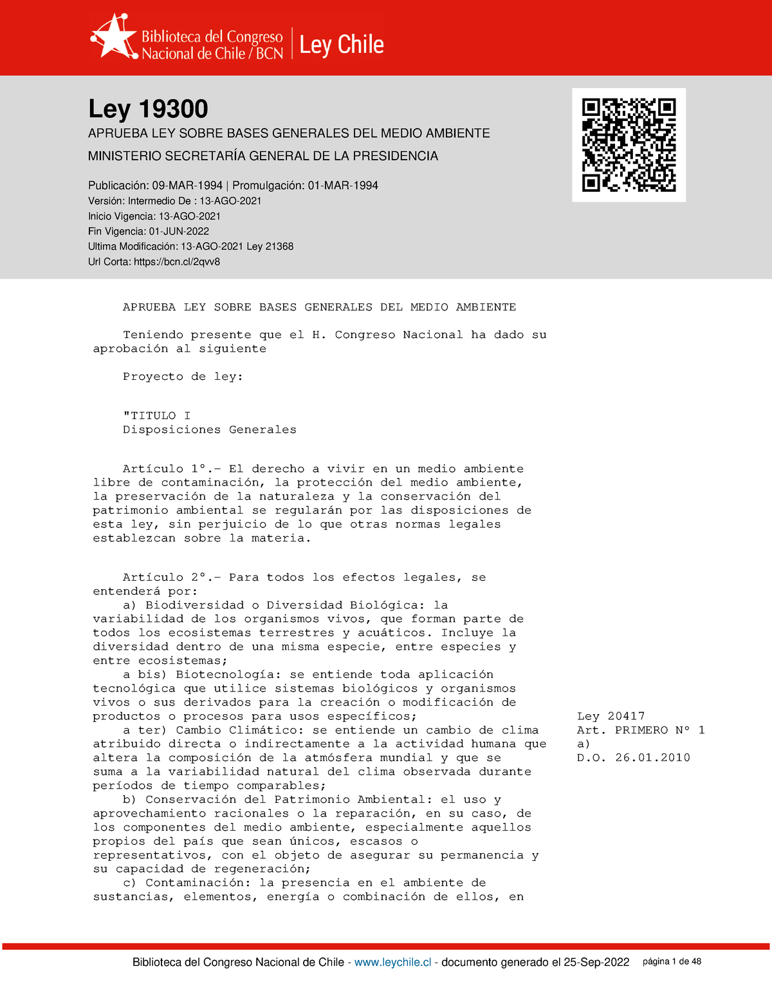 Biblioteca del Congreso
Nacional de Chile / BCN
Ley Chile
Ley 19300
APRUEBA LEY SOBRE BASES GENERALES DEL MEDIO AMBIENTE
MINISTERIO SECRETARÍA GENERAL DE LA PRESIDENCIA
Publicación: 09-MAR-1994 | Promulgación: 01-MAR-1994
Versión: Intermedio De : 13-AGO-2021
Inicio Vigencia: 13-AGO-2021
Fin Vigencia: 01-JUN-2022
Ultima Modificación: 13-AGO-2021 Ley 21368
Url Corta: https://bcn.cl/2qvv8
APRUEBA LEY SOBRE BASES GENERALES DEL MEDIO AMBIENTE
Teniendo presente que el H. Congreso Nacional ha dado su
aprobación al siguiente
Proyecto de ley:
"TITULO I
Disposiciones Generales
Artículo 1°.- El derecho a vivir en un medio ambiente
libre de contaminación, la protección del medio ambiente,
la preservación de la naturaleza y la conservación del
patrimonio ambiental se regularán por las disposiciones de
esta ley, sin perjuicio de lo que otras normas legales
establezcan sobre la materia.
Artículo 2°.- Para todos los efectos legales, se
entenderá por:
a) Biodiversidad o Diversidad Biológica: la
variabilidad de los organismos vivos, que forman parte de
todos los ecosistemas terrestres y acuáticos. Incluye la
diversidad dentro de una misma especie, entre especies y
entre ecosistemas;
a bis) Biotecnología: se entiende toda aplicación
tecnológica que utilice sistemas biológicos y organismos
vivos o sus derivados para la creación o modificación de
productos o procesos para usos específicos;
a ter) Cambio Climático: se entiende un cambio de clima
atribuido directa o indirectamente a la actividad humana que
altera la composición de la atmósfera mundial y que se
suma a la variabilidad natural del clima observada durante
períodos de tiempo comparables;
b) Conservación del Patrimonio Ambiental: el uso y
aprovechamiento racionales o la reparación, en su caso, de
los componentes del medio ambiente, especialmente aquellos
propios del país que sean únicos, escasos o
representativos, con el objeto de asegurar su permanencia y
su capacidad de regeneración;
c) Contaminación: la presencia en el ambiente de
sustancias, elementos, energía o combinación de ellos, en
Ley 20417
Art. PRIMERO N° 1
a)
D.O. 26.01.2010
Biblioteca del Congreso Nacional de Chile - www.leychile.cl - documento generado el 25-Sep-2022
página 1 de 48